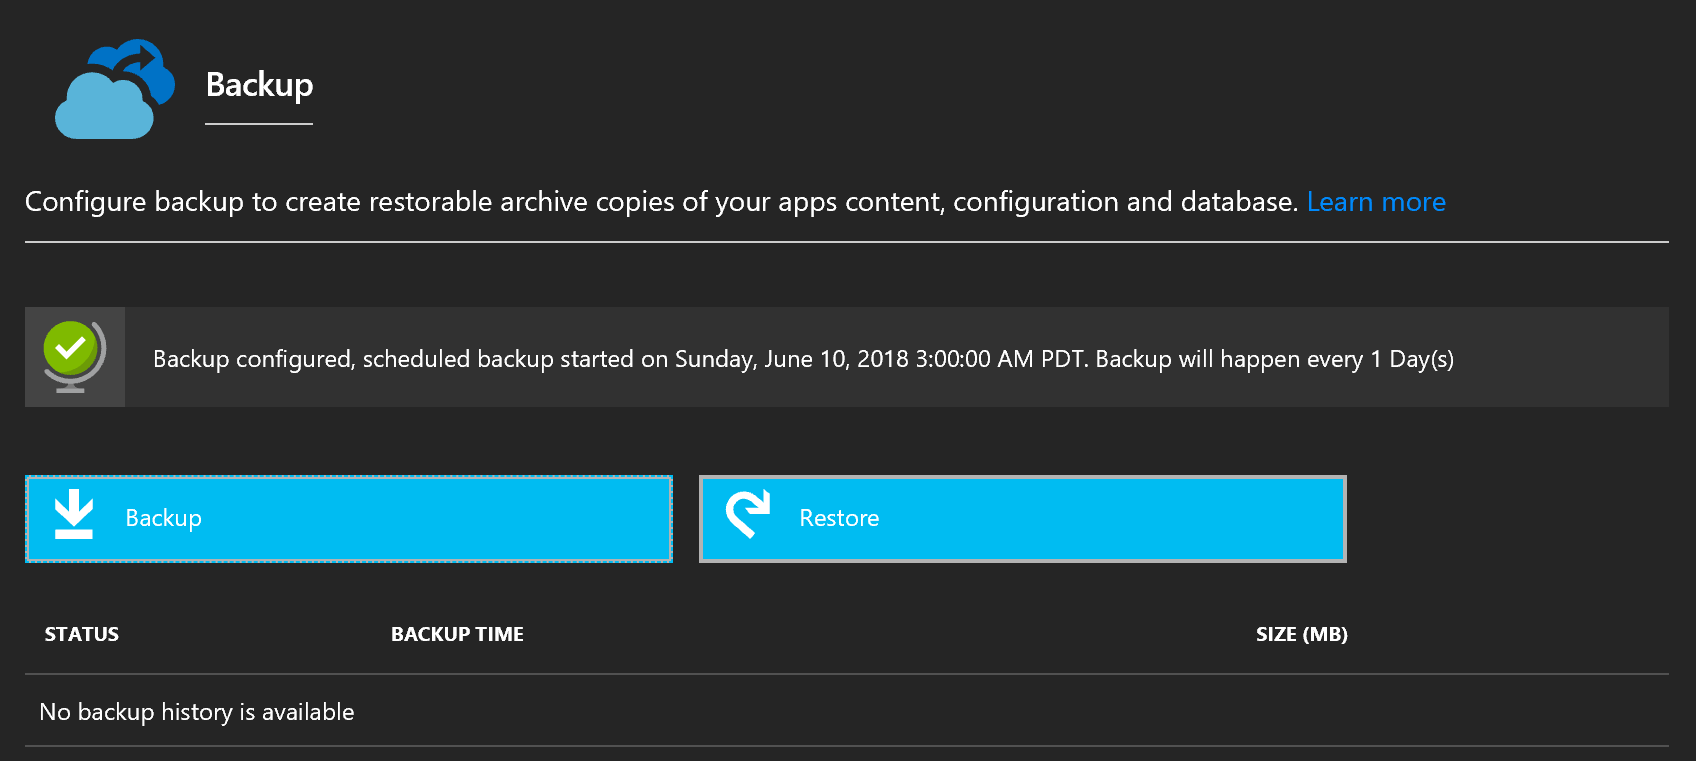 Backup
Configure backup to create restorable archive copies of your apps content, configuration and database. Learn more
Backup configured, scheduled backup started on Sunday, June 10, 2018 3:00:00 AM PDT. Backup will happen every 1 Day(s)
Backup Restore
STATUS BACKUP TIME SIZE (MB)
No backup history is available